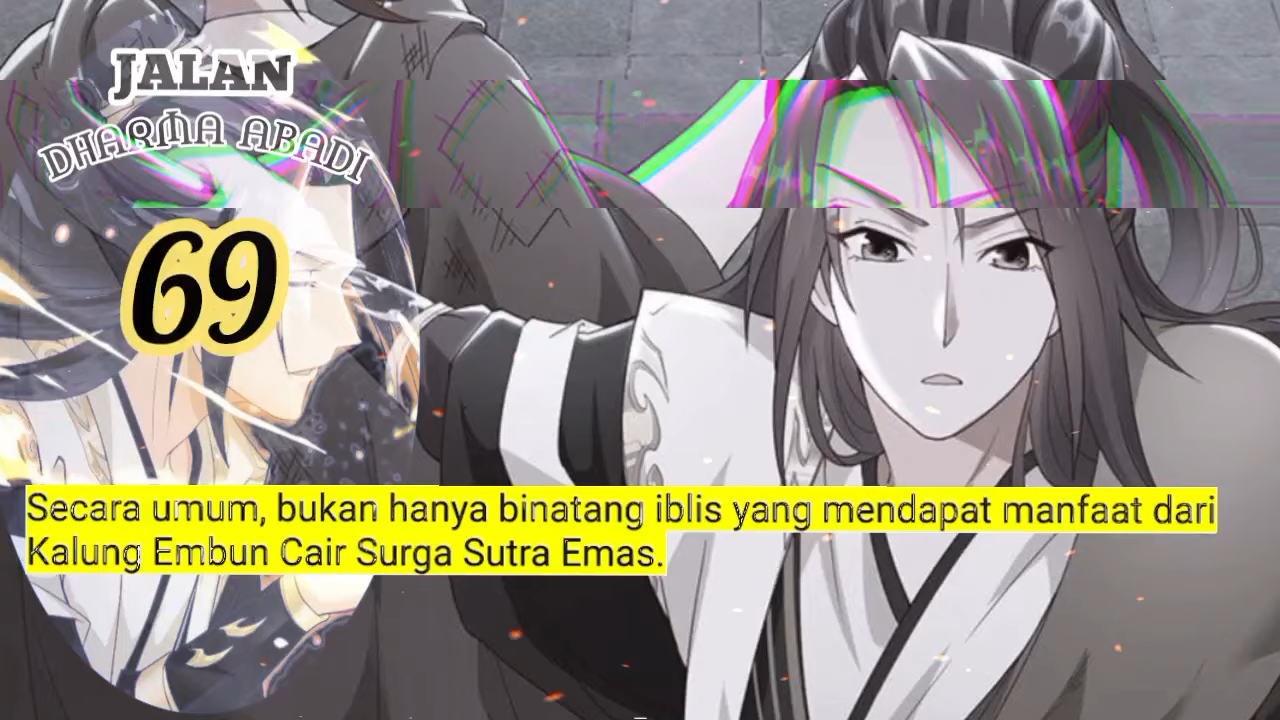 JALAN
DHARMA ABADI
69
Secara umum, bukan hanya binatang iblis yang mendapat manfaat dari
Kalung Embun Cair Surga Sutra Emas.